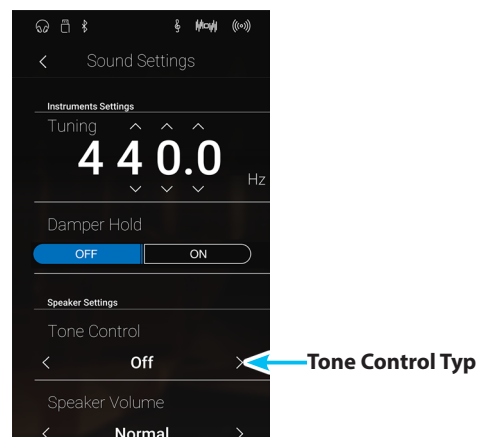 Sound Settings
Instruments Settings
Tuning
440.0 Hz
Damper Hold
OFF ON
Speaker Settings
Tone Control
Off
Tone Control Typ
Speaker Volume
Normal